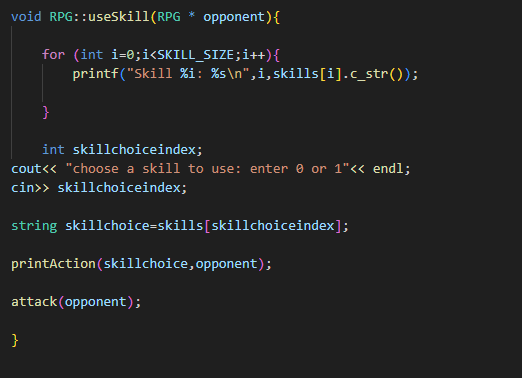 void RPG::useSkill(RPG * opponent){
for (int i=0;i<SKILL_SIZE;i++){
printf("Skill %i: %s\n",i,skills[i].c_str());
}
int skillchoiceindex;
cout<< "choose a skill to use: enter 0 or 1"<< endl;
cin>> skillchoiceindex;
string skillchoice=skills[skillchoiceindex];
printAction(skillchoice,opponent);
attack(opponent);
}